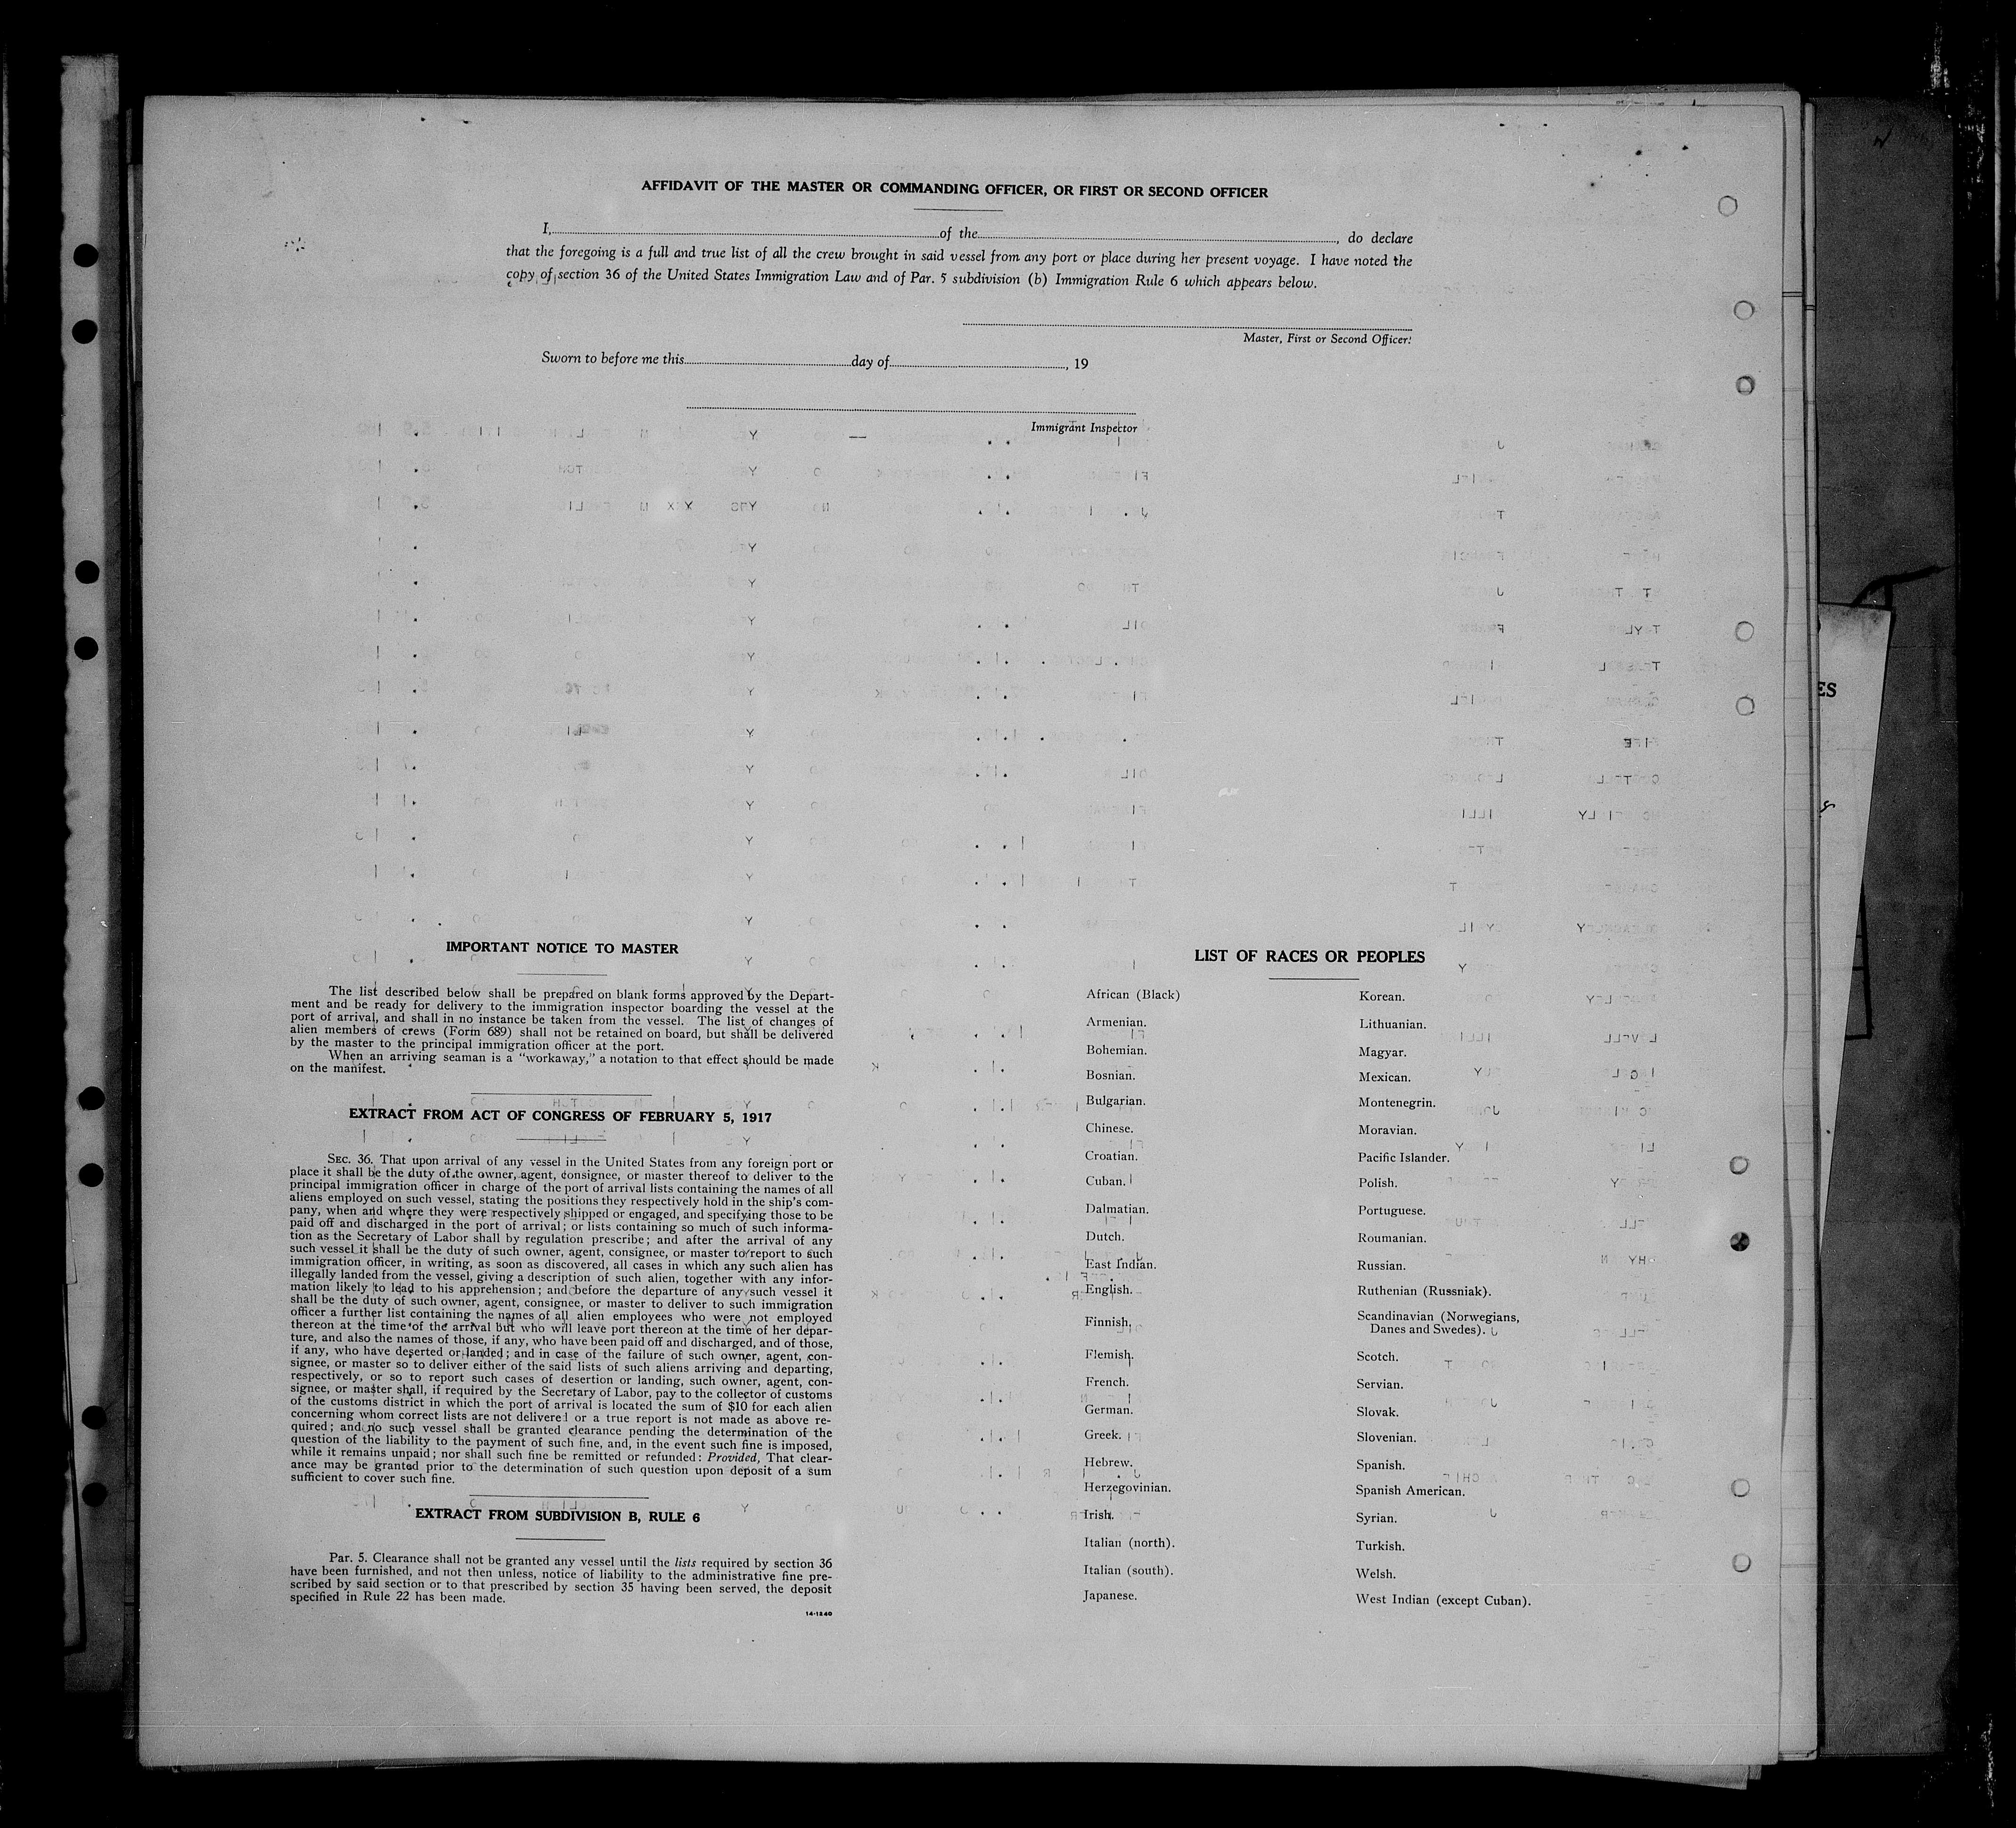 AFFIDAVIT OF THE MASTER OR COMMANDING OFFICER, OR FIRST OR SECOND OFFICER
I, of the , do declare
that the foregoing is a full and true list of all the crew brought in said vessel from any port or place during her present voyage. I have noted the
copy of section 36 of the United States Immigration Law and of Par. 5 subdivision (b) Immigration Rule 6 which appears below.
Master, First or Second Officer.
Sworn to before me this day of , 19
Immigrant Inspector
IMPORTANT NOTICE TO MASTER
The list described below shall be prepared on blank forms approved by the Depart-
ment and be ready for delivery to the immigration inspector boarding the vessel at the
port of arrival, and shall in no instance be taken from the vessel. The list of changes of
alien members of crews (Form 689) shall not be retained on board, but shall be delivered
by the master to the principal immigration officer at the port.
When an arriving seaman is a "workaway," a notation to that effect should be made
on the manifest.
EXTRACT FROM ACT OF CONGRESS OF FEBRUARY 5, 1917
SEC. 36. That upon arrival of any vessel in the United States from any foreign port or
place it shall be the duty of the owner, agent, consignee, or master thereof to deliver to the
principal immigration officer in charge of the port of arrival lists containing the names of all
aliens employed on such vessel, stating the positions they respectively hold in the ship's com-
pany, when and where they were respectively shipped or engaged, and specifying those to be
paid off and discharged in the port of arrival; or lists containing so much of such informa-
tion as the Secretary of Labor shall by regulation prescribe; and after the arrival of any
such vessel it shall be the duty of such owner, agent, consignee, or master to report to such
immigration officer, in writing, as soon as discovered, all cases in which any such alien has
illegally landed from the vessel, giving a description of such alien, together with any infor-
mation likely to lead to his apprehension; and before the departure of any such vessel it
shall be the duty of such owner, agent, consignee, or master to deliver to such immigration
officer a further list containing the names of all alien employees who were not employed
thereon at the time of the arrival but who will leave port thereon at the time of her depar-
ture, and also the names of those, if any, who have been paid off and discharged, and of those,
if any, who have deserted or landed; and in case of the failure of such owner, agent, con-
signee, or master so to deliver either of the said lists of such aliens arriving and departing,
respectively, or so to report such cases of desertion or landing, such owner, agent, con-
signee, or master shall, if required by the Secretary of Labor, pay to the collector of customs
of the customs district in which the port of arrival is located the sum of $10 for each alien
concerning whom correct lists are not delivered or a true report is not made as above re-
quired; and no such vessel shall be granted clearance pending the determination of the
question of the liability to the payment of such fine, and, in the event such fine is imposed,
while it remains unpaid; nor shall such fine be remitted or refunded: Provided, That clear-
ance may be granted prior to the determination of such question upon deposit of a sum
sufficient to cover such fine.
EXTRACT FROM SUBDIVISION B, RULE 6
Par. 5. Clearance shall not be granted any vessel until the lists required by section 36
have been furnished, and not then unless, notice of liability to the administrative fine pre-
scribed by said section or to that prescribed by section 35 having been served, the deposit
specified in Rule 22 has been made.
14-1240
LIST OF RACES OR PEOPLES
African (Black)
Armenian.
Bohemian.
Bosnian.
Bulgarian.
Chinese.
Croatian.
Cuban.
Dalmatian.
Dutch.
East Indian.
English.
Finnish.
Flemish.
French.
German.
Greek.
Hebrew.
Herzegovinian.
Irish.
Italian (north).
Italian (south).
Japanese.
Korean.
Lithuanian.
Magyar.
Mexican.
Montenegrin.
Moravian.
Pacific Islander.
Polish.
Portuguese.
Roumanian.
Russian.
Ruthenian (Russniak).
Scandinavian (Norwegians,
Danes and Swedes).
Scotch.
Servian.
Slovak.
Slovenian.
Spanish.
Spanish American.
Syrian.
Turkish.
Welsh.
West Indian (except Cuban).
ES